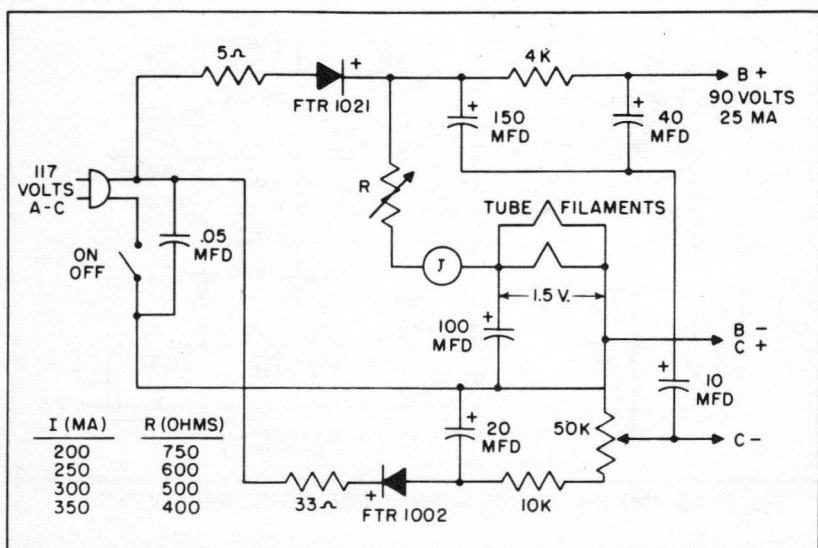 5Ω
+
FTR 1021
4K
B +
90 VOLTS
25 MA
+
150
MFD
+
40
MFD
117
VOLTS
A-C
R
.05
MFD
ON
OFF
TUBE FILAMENTS
1.5 V.
+
100
MFD
B -
C +
+
10
MFD
+
20
MFD
50K
C -
I (MA) R (OHMS)
200 750
250 600
300 500
350 400
33Ω
+
FTR 1002
10K